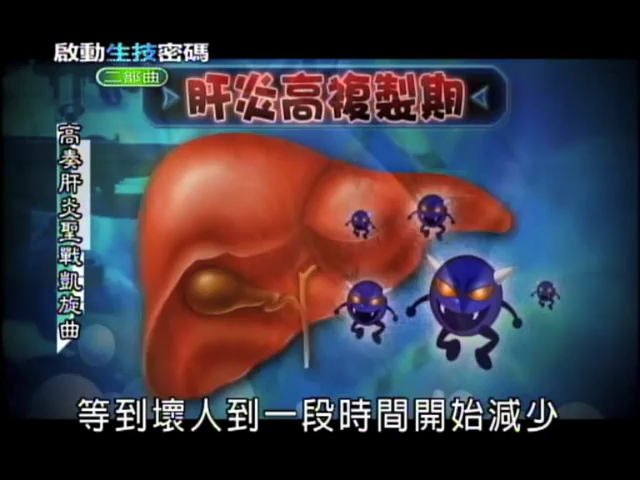 啟動生技密碼
二部曲
肝炎高複製期
高奏肝炎聖戰凱旋曲
等到壞人到一段時間開始減少